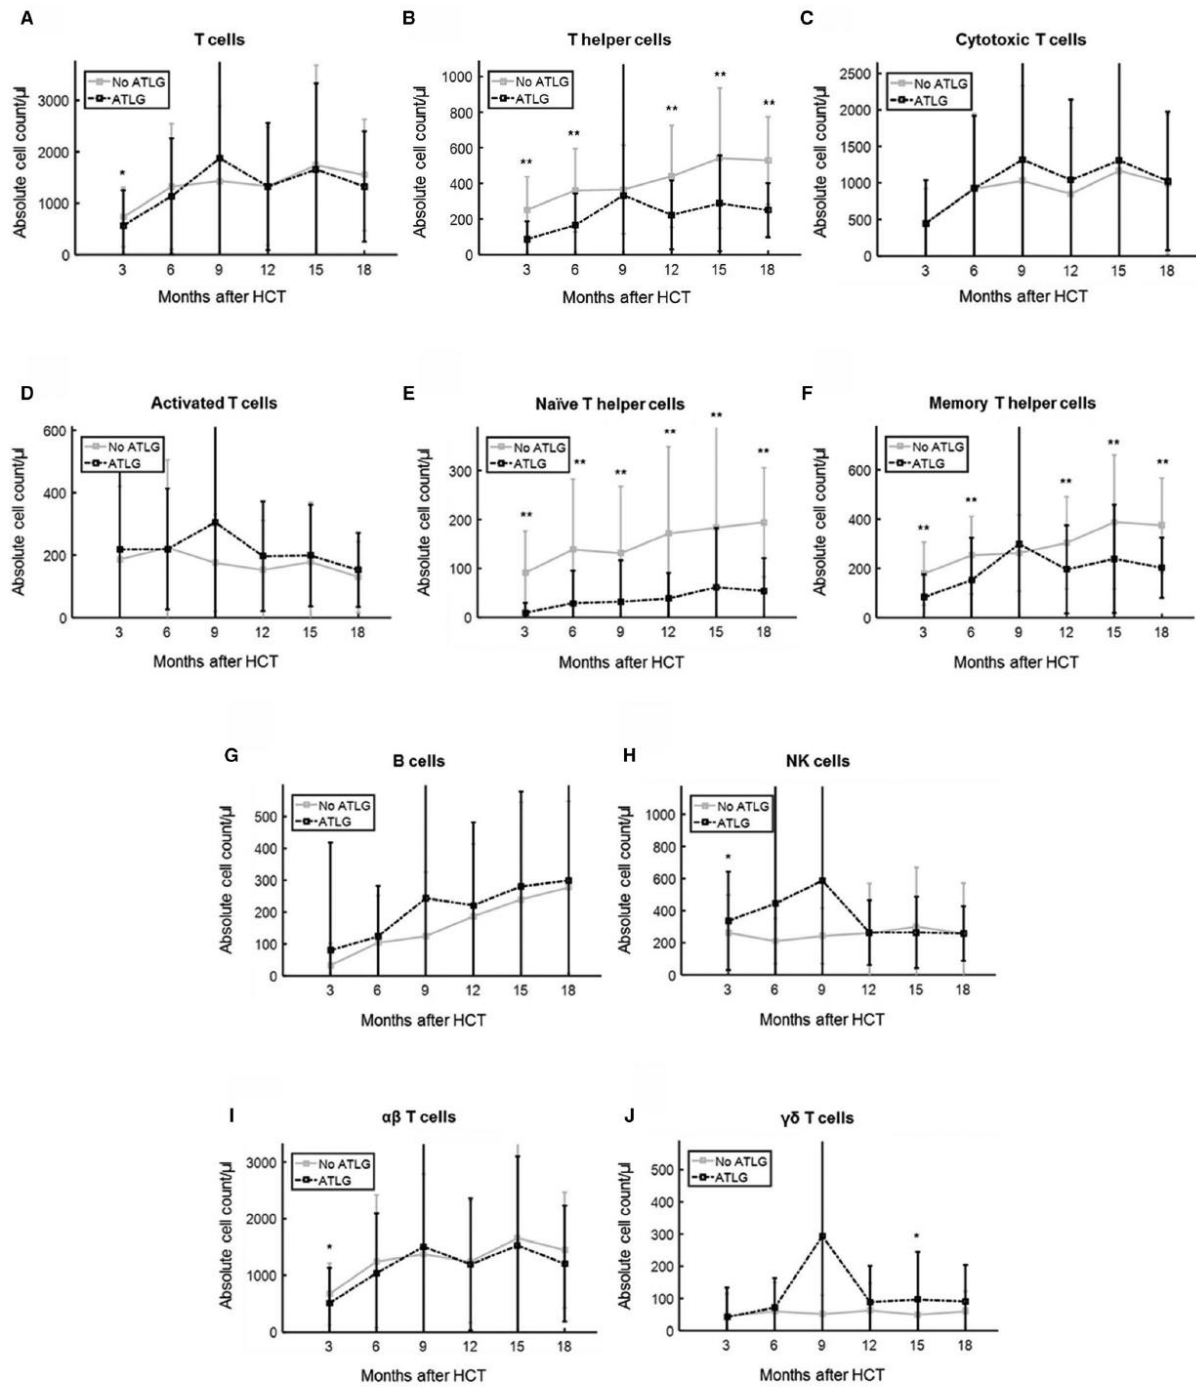 A
T cells
Absolute cell count/µl
3000
2000
1000
0
No ATLG
ATLG
*
3 6 9 12 15 18
Months after HCT
B
T helper cells
Absolute cell count/µl
1000
800
600
400
200
0
No ATLG
ATLG
** ** ** ** **
3 6 9 12 15 18
Months after HCT
C
Cytotoxic T cells
Absolute cell count/µl
2500
2000
1500
1000
500
0
No ATLG
ATLG
3 6 9 12 15 18
Months after HCT
D
Activated T cells
Absolute cell count/µl
600
400
200
0
No ATLG
ATLG
3 6 9 12 15 18
Months after HCT
E
Naïve T helper cells
Absolute cell count/µl
300
200
100
0
No ATLG
ATLG
** ** ** ** ** **
3 6 9 12 15 18
Months after HCT
F
Memory T helper cells
Absolute cell count/µl
600
400
200
0
No ATLG
ATLG
** ** ** ** **
3 6 9 12 15 18
Months after HCT
G
B cells
Absolute cell count/µl
500
400
300
200
100
0
No ATLG
ATLG
3 6 9 12 15 18
Months after HCT
H
NK cells
Absolute cell count/µl
1000
800
600
400
200
0
No ATLG
ATLG
*
3 6 9 12 15 18
Months after HCT
I
αβ T cells
Absolute cell count/µl
3000
2000
1000
0
No ATLG
ATLG
*
3 6 9 12 15 18
Months after HCT
J
γδ T cells
Absolute cell count/µl
500
400
300
200
100
0
No ATLG
ATLG
*
3 6 9 12 15 18
Months after HCT